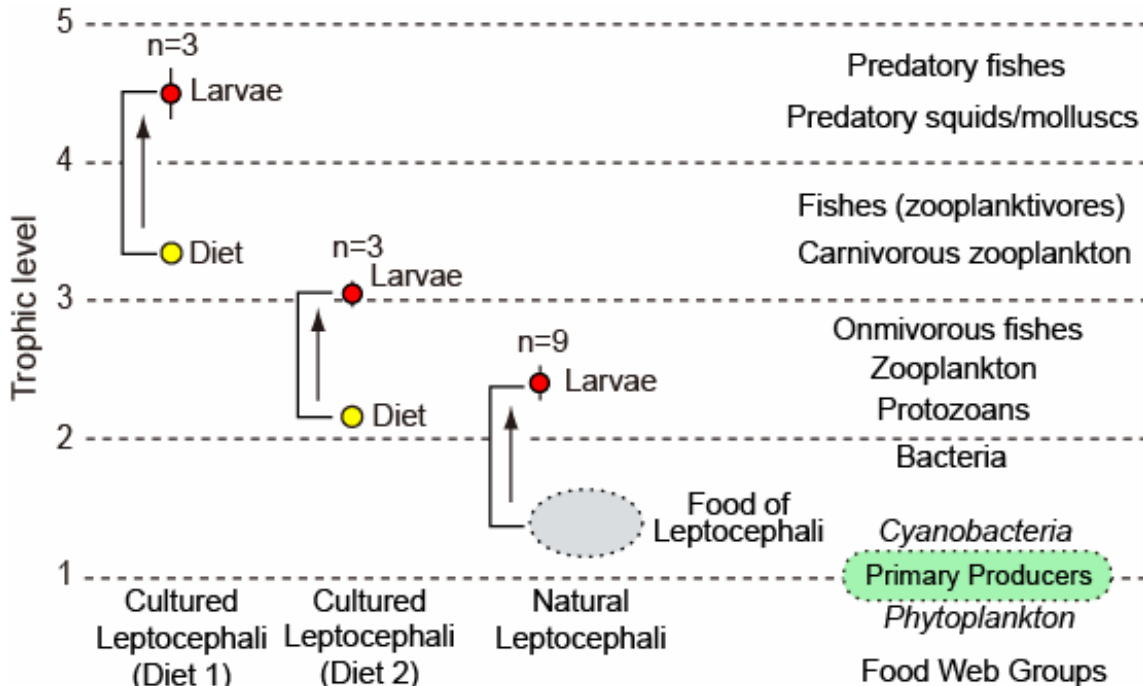 5
n=3
Larvae
Predatory fishes
Predatory squids/molluscs
4
Diet
n=3
Larvae
Fishes (zooplanktivores)
Carnivorous zooplankton
Trophic level
3
Diet
n=9
Larvae
Onmivorous fishes
Zooplankton
Protozoans
2
Bacteria
Food of
Leptocephali
Cyanobacteria
1
Primary Producers
Phytoplankton
Cultured
Leptocephali
(Diet 1)
Cultured
Leptocephali
(Diet 2)
Natural
Leptocephali
Food Web Groups